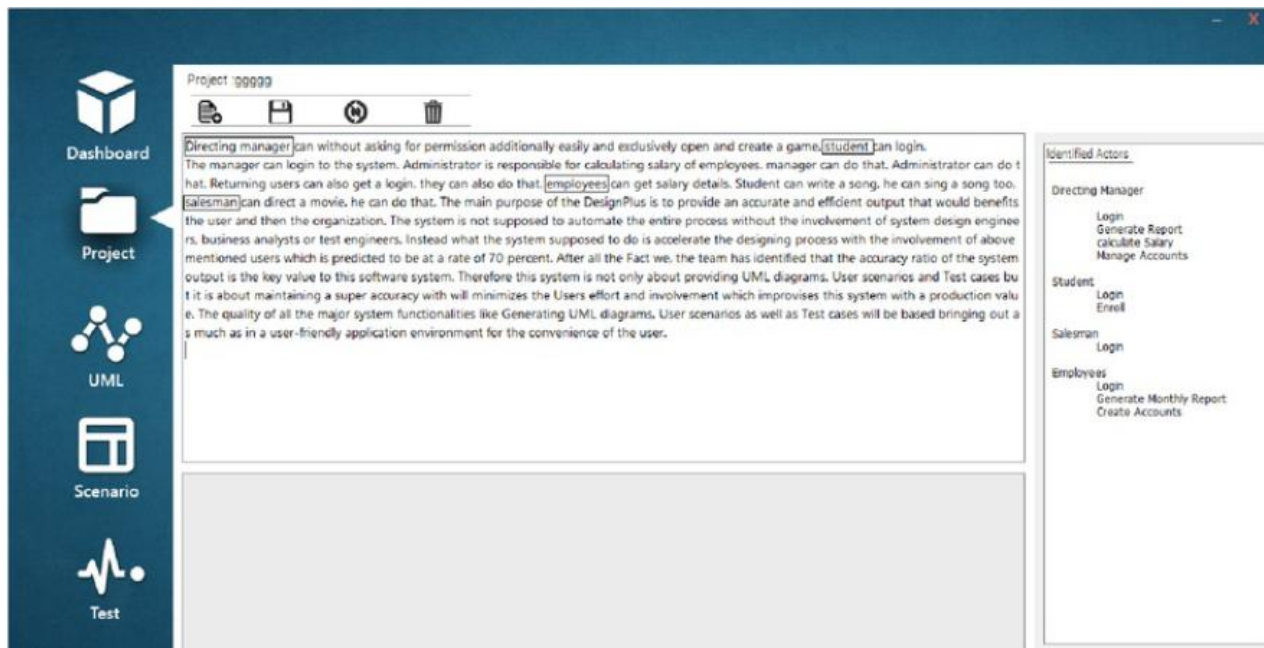 X
Project :ggggg
Dashboard
Project
UML
Scenario
Test
Directing manager can without asking for permission additionally easily and exclusively open and create a game. student can login.
The manager can login to the system. Administrator is responsible for calculating salary of employees. manager can do that. Administrator can do t
hat. Returning users can also get a login. they can also do that. employees can get salary details. Student can write a song. he can sing a song too.
salesman can direct a movie. he can do that. The main purpose of the DesignPlus is to provide an accurate and efficient output that would benefits
the user and then the organization. The system is not supposed to automate the entire process without the involvement of system design enginee
rs. business analysts or test engineers. Instead what the system supposed to do is accelerate the designing process with the involvement of above
mentioned users which is predicted to be at a rate of 70 percent. After all the Fact we. the team has identified that the accuracy ratio of the system
output is the key value to this software system. Therefore this system is not only about providing UML diagrams. User scenarios and Test cases bu
t it is about maintaining a super accuracy with will minimizes the Users effort and involvement which improvises this system with a production valu
e. The quality of all the major system functionalities like Generating UML diagrams. User scenarios as well as Test cases will be based bringing out a
s much as in a user-friendly application environment for the convenience of the user.
Identified Actors
Directing Manager
Login
Generate Report
calculate Salary
Manage Accounts
Student
Login
Enroll
Salesman
Login
Employees
Login
Generate Monthly Report
Create Accounts